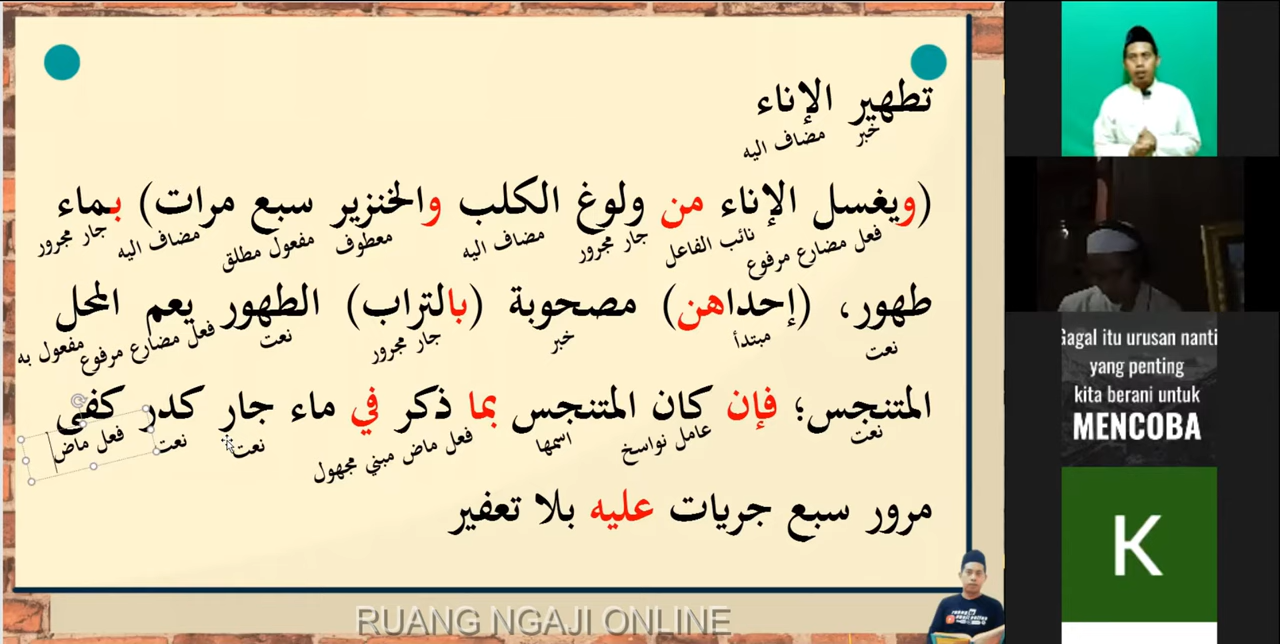 تطهير الإناء
خبر مضاف اليه
(ويغسل الإناء من ولوغ الكلب والخنزير سبع مرات) بماء
فعل مضارع مرفوع نائب الفاعل جار مجرور مضاف اليه معطوف مفعول مطلق مضاف اليه جار مجرور
طهور، (إحداهن) مصحوبة (بالتراب) الطهور يعم المحل
نعت مبتدأ خبر جار مجرور نعت فعل مضارع مرفوع مفعول به
المتنجس؛ فإن كان المتنجس بما ذكر في ماء جار كدر كفى
نعت عامل نواسخ اسمها فعل ماض مبني مجهول نعت نعت فعل ماض
مرور سبع جريات عليه بلا تعفير
RUANG NGAJI ONLINE
Gagal itu urusan nanti
yang penting
kita berani untuk
MENCOBA
K